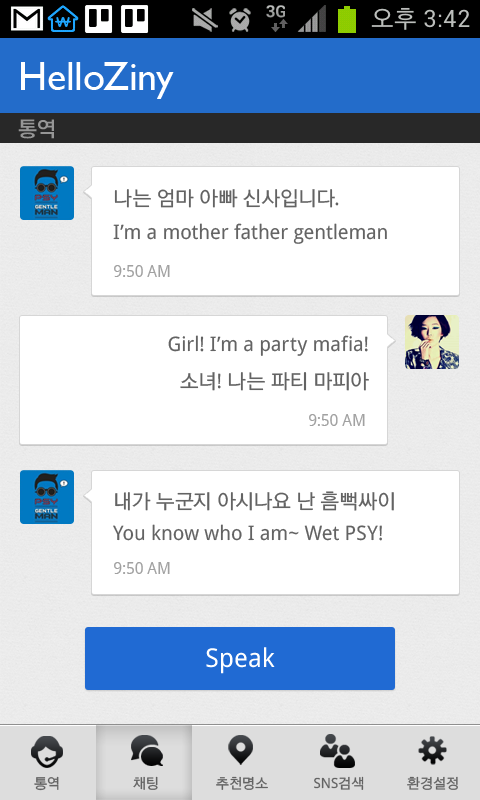 3G
오후 3:42
HelloZiny
통역
PSY
GENTLE
MAN
나는 엄마 아빠 신사입니다.
I'm a mother father gentleman
9:50 AM
Girl! I'm a party mafia!
소녀! 나는 파티 마피아
9:50 AM
PSY
GENTLE
MAN
내가 누군지 아시나요 난 흠뻑싸이
You know who I am~ Wet PSY!
9:50 AM
Speak
통역
채팅
추천명소
SNS검색
환경설정